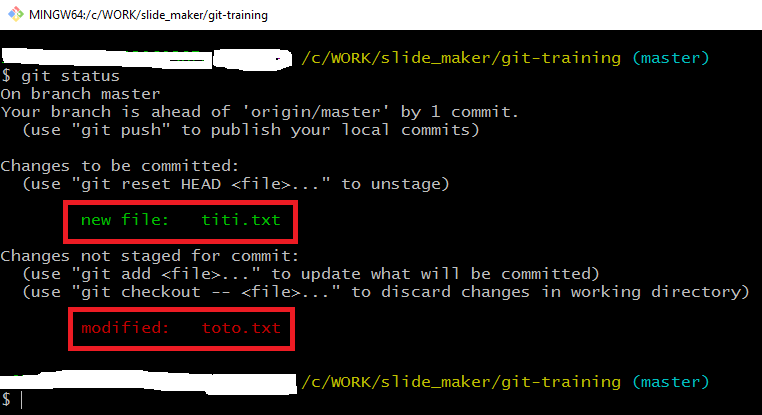 MINGW64:/c/WORK/slide_maker/git-training
/c/WORK/slide_maker/git-training (master)
$ git status
On branch master
Your branch is ahead of 'origin/master' by 1 commit.
(use "git push" to publish your local commits)
Changes to be committed:
(use "git reset HEAD <file>..." to unstage)
new file:   titi.txt
Changes not staged for commit:
(use "git add <file>..." to update what will be committed)
(use "git checkout -- <file>..." to discard changes in working directory)
modified:   toto.txt
/c/WORK/slide_maker/git-training (master)
$